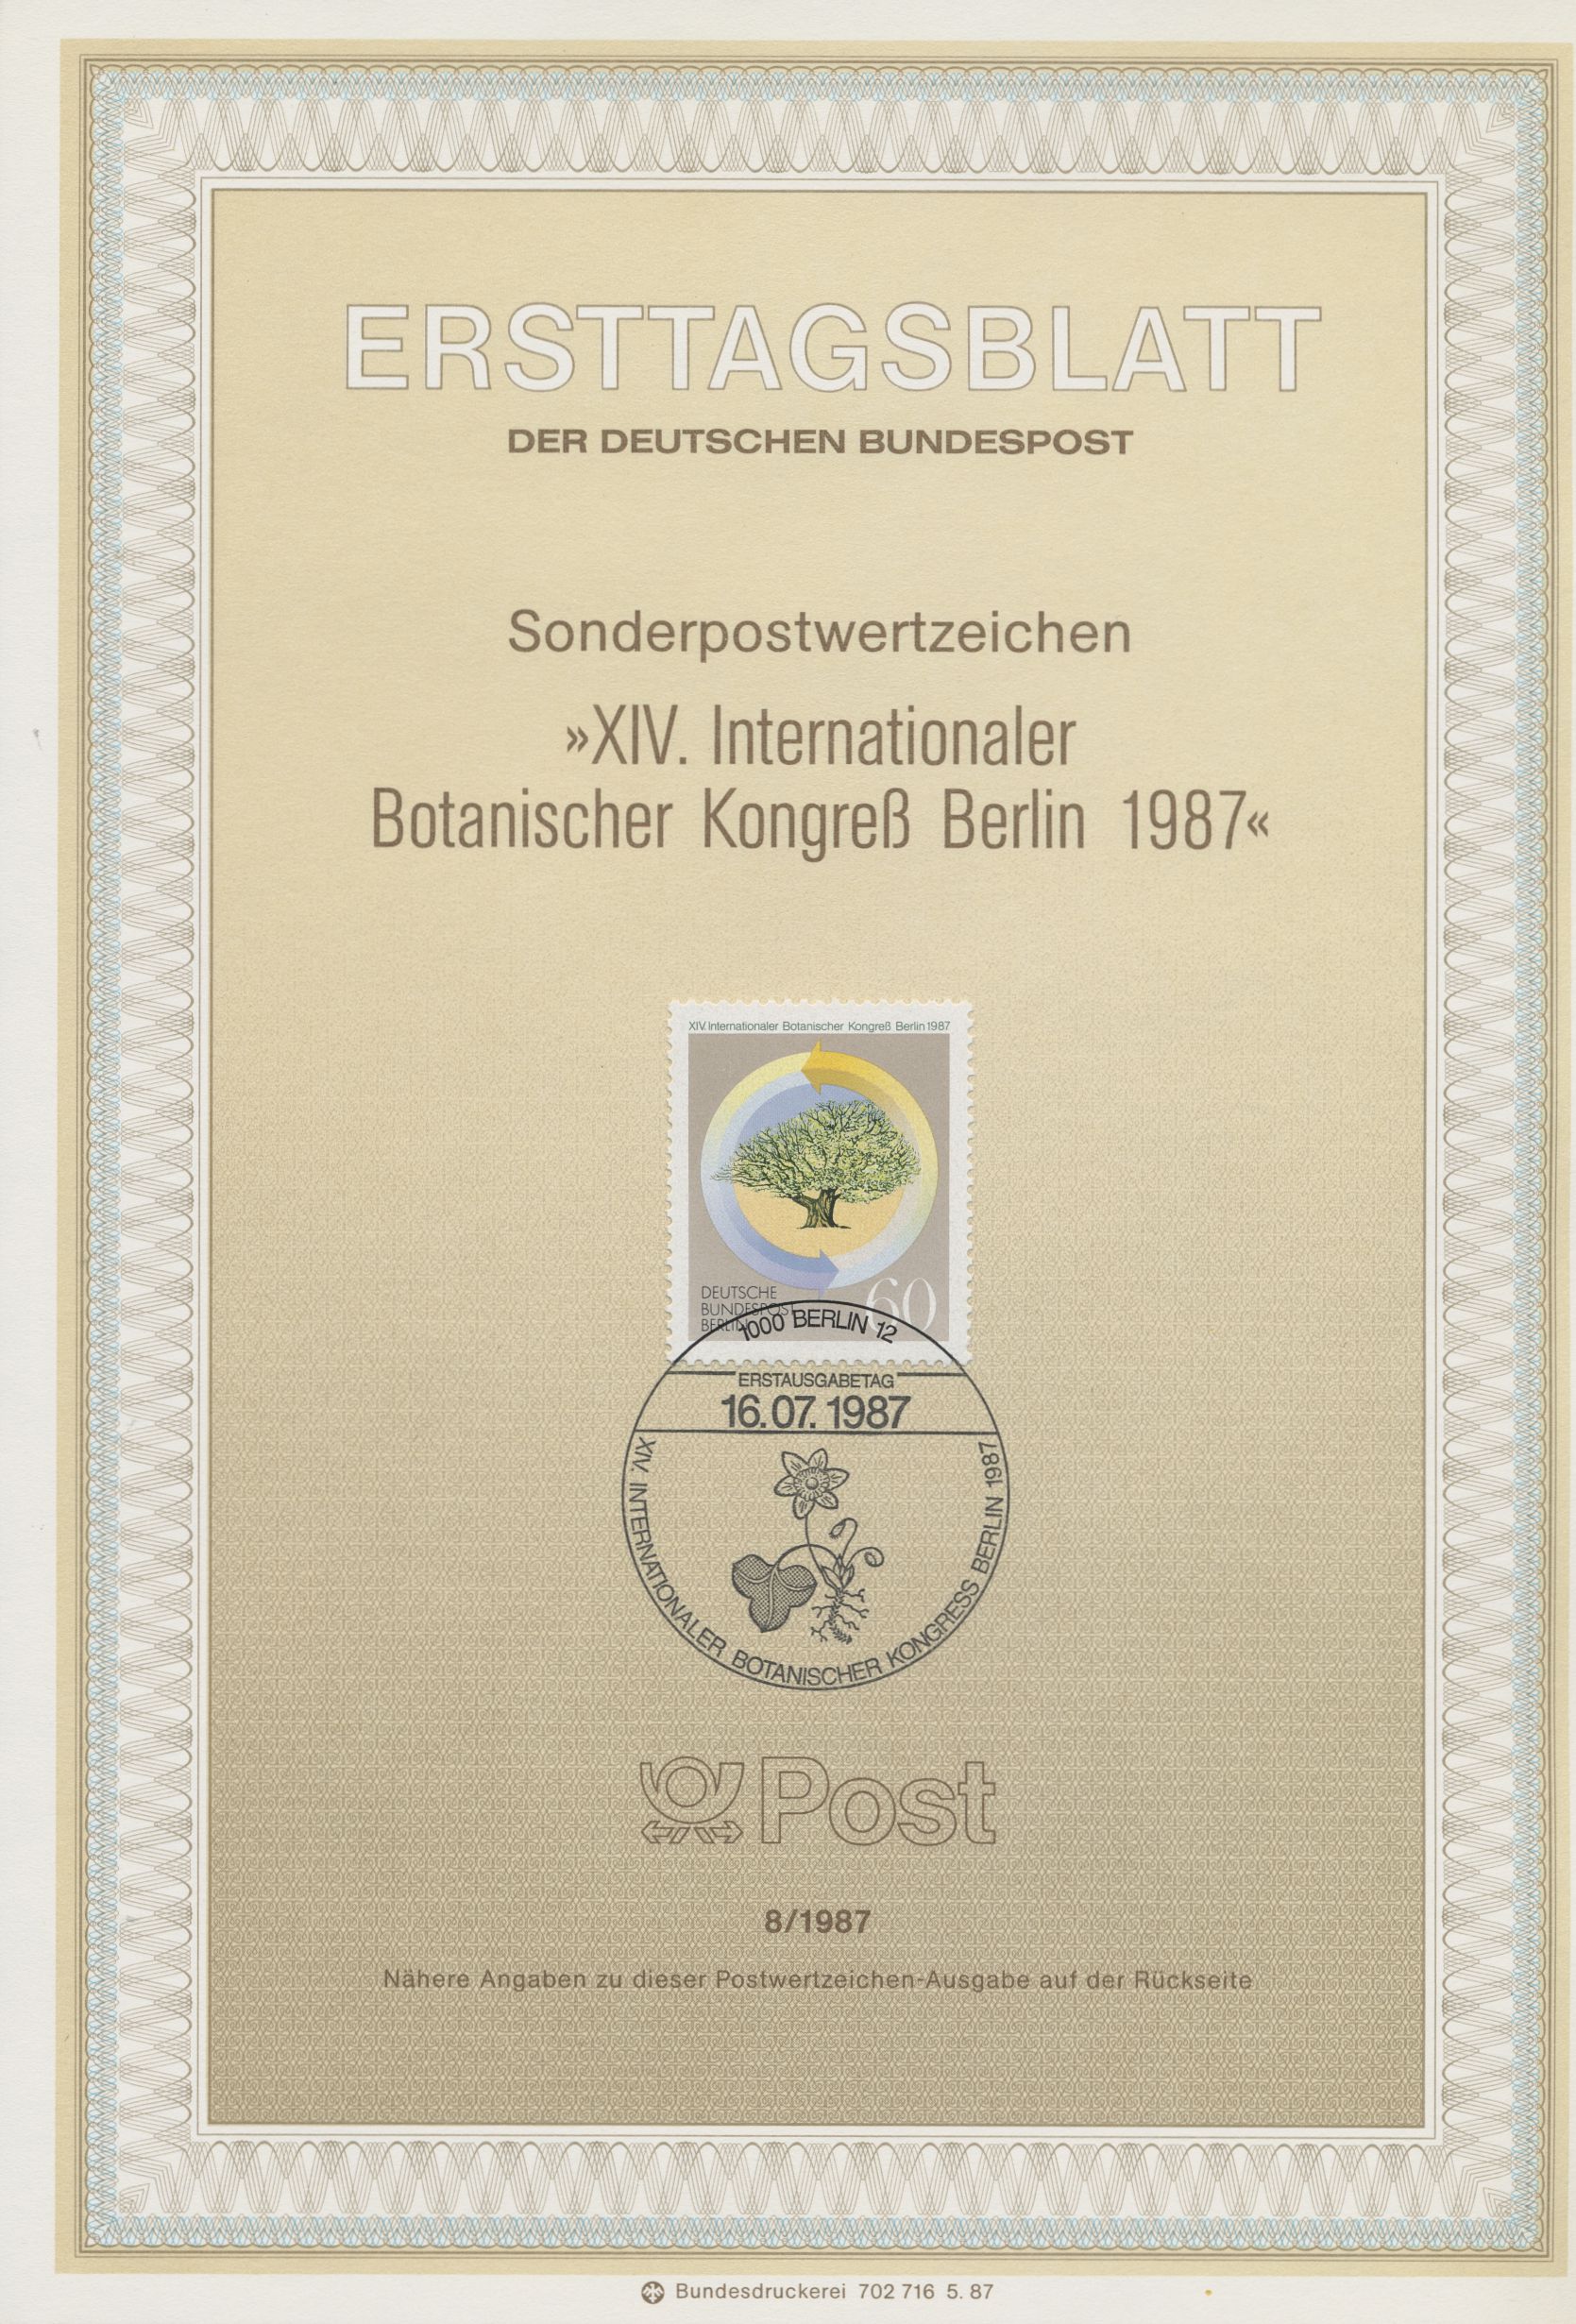 ERSTTAGSBLATT
DER DEUTSCHEN BUNDESPOST
Sonderpostwertzeichen
»XIV. Internationaler
Botanischer Kongreß Berlin 1987«
XIV. Internationaler Botanischer Kongreß Berlin 1987
DEUTSCHE
BUNDESPOST
BERLIN
60
1000 BERLIN 12
ERSTAUSGABETAG
16.07.1987
XIV. INTERNATIONALER BOTANISCHER KONGRESS BERLIN 1987
Post
8/1987
Nähere Angaben zu dieser Postwertzeichen-Ausgabe auf der Rückseite
Bundesdruckerei 702 716 5. 87